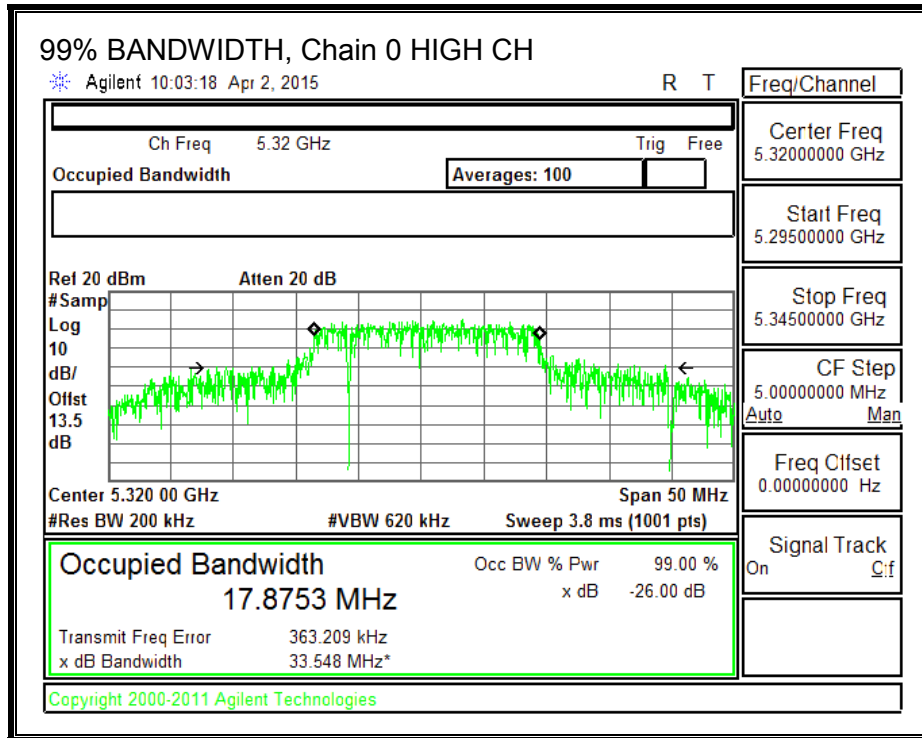 99% BANDWIDTH, Chain 0 HIGH CH
Agilent 10:03:18 Apr 2, 2015 R T
Freq/Channel
Ch Freq 5.32 GHz Trig Free
Occupied Bandwidth Averages: 100
Center Freq
5.32000000 GHz
Start Freq
5.29500000 GHz
Stop Freq
5.34500000 GHz
CF Step
5.00000000 MHz
Auto Man
Freq Offset
0.00000000 Hz
Signal Track
On Off
Ref 20 dBm Atten 20 dB
#Samp
Log
10
dB/
Offst
13.5
dB
Center 5.320 00 GHz Span 50 MHz
#Res BW 200 kHz #VBW 620 kHz Sweep 3.8 ms (1001 pts)
Occupied Bandwidth Occ BW % Pwr 99.00 %
17.8753 MHz x dB -26.00 dB
Transmit Freq Error 363.209 kHz
x dB Bandwidth 33.548 MHz*
Copyright 2000-2011 Agilent Technologies